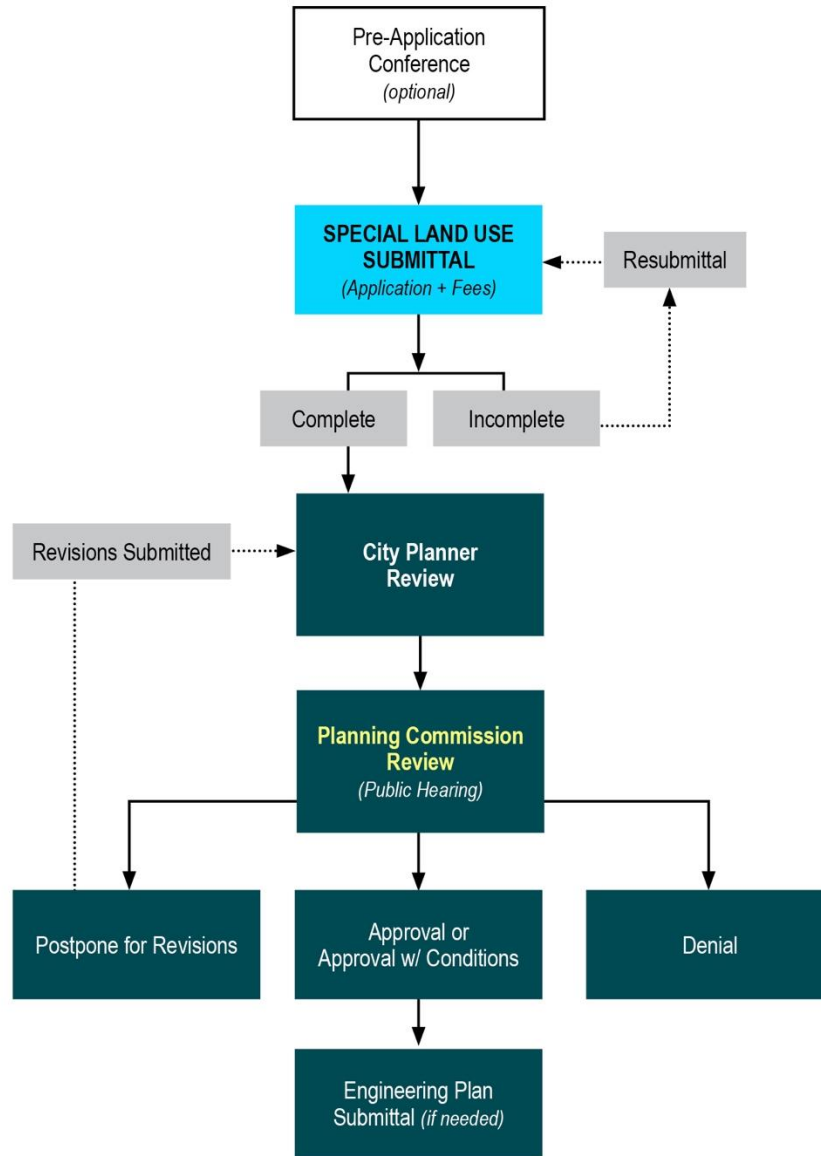 Pre-Application
Conference
(optional)
SPECIAL LAND USE
SUBMITTAL
(Application + Fees)
Resubmittal
Complete
Incomplete
Revisions Submitted
City Planner
Review
Planning Commission
Review
(Public Hearing)
Postpone for Revisions
Approval or
Approval w/ Conditions
Denial
Engineering Plan
Submittal (if needed)